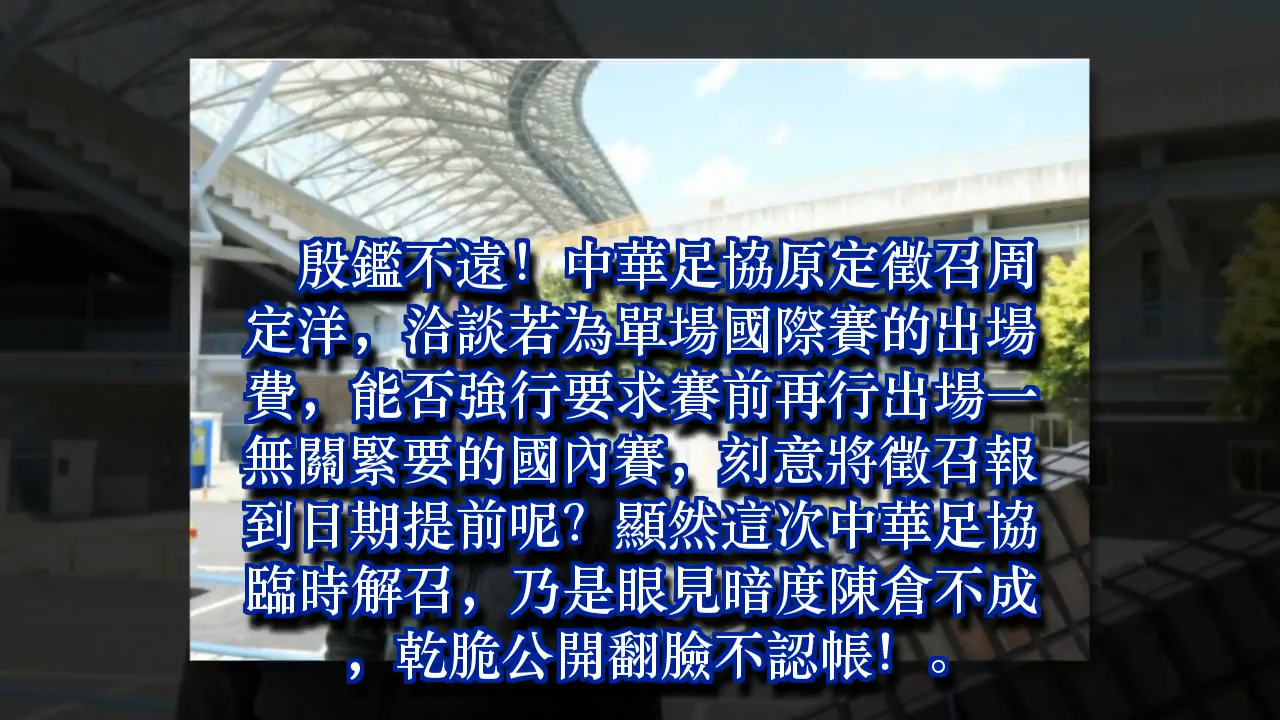 殷鑑不遠！中華足協原定徵召周
定洋，洽談若為單場國際賽的出場
費，能否強行要求賽前再行出場一
無關緊要的國內賽，刻意將徵召報
到日期提前呢？顯然這次中華足協
臨時解召，乃是眼見暗度陳倉不成
，乾脆公開翻臉不認帳！。